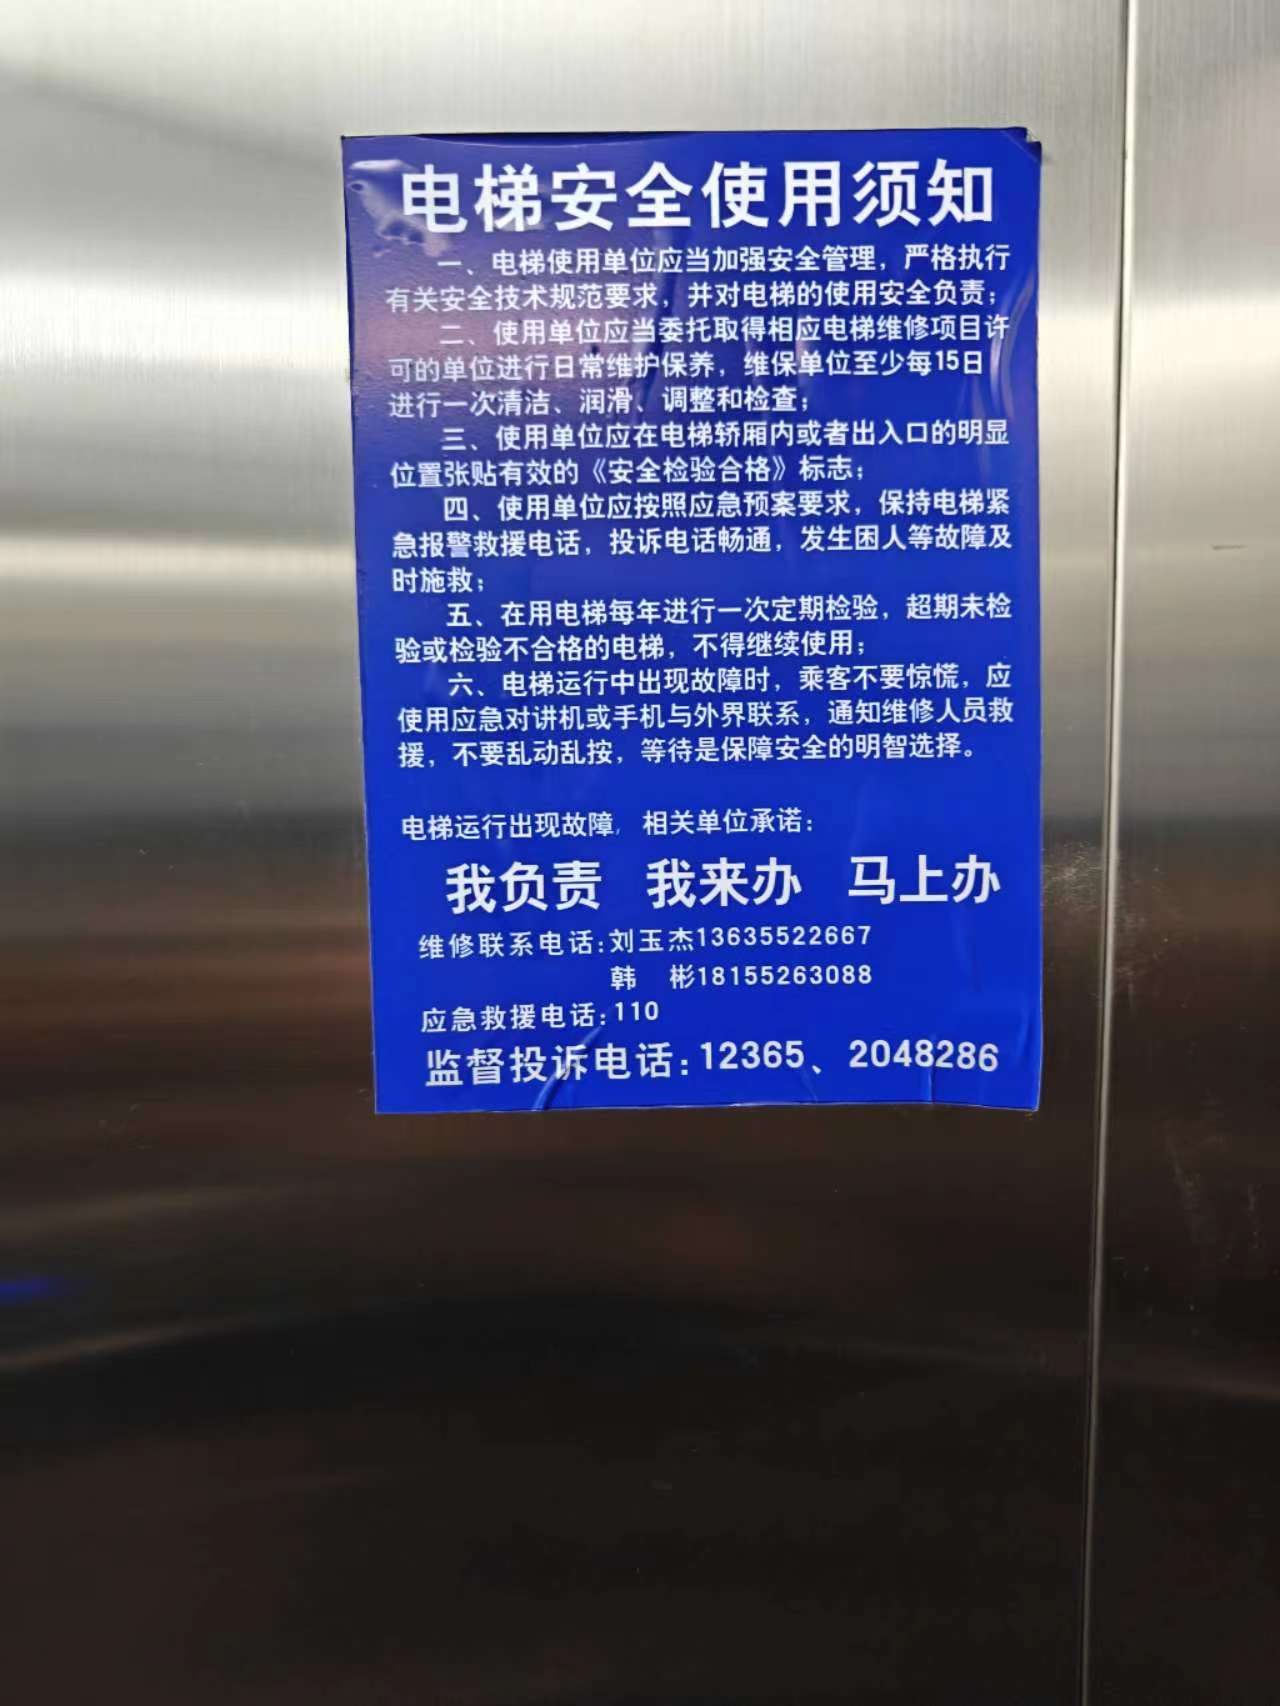 电梯安全使用须知
一、电梯使用单位应当加强安全管理，严格执行
有关安全技术规范要求，并对电梯的使用安全负责；
二、使用单位应当委托取得相应电梯维修项目许
可的单位进行日常维护保养，维保单位至少每15日
进行一次清洁、润滑、调整和检查；
三、使用单位应在电梯轿厢内或者出入口的明显
位置张贴有效的《安全检验合格》标志；
四、使用单位应按照应急预案要求，保持电梯紧
急报警救援电话，投诉电话畅通，发生困人等故障及
时施救；
五、在用电梯每年进行一次定期检验，超期未检
验或检验不合格的电梯，不得继续使用；
六、电梯运行中出现故障时，乘客不要惊慌，应
使用应急对讲机或手机与外界联系，通知维修人员救
援，不要乱动乱按，等待是保障安全的明智选择。
电梯运行出现故障，相关单位承诺：
我负责 我来办 马上办
维修联系电话：刘玉杰13635522667
韩 彬18155263088
应急救援电话：110
监督投诉电话：12365、2048286